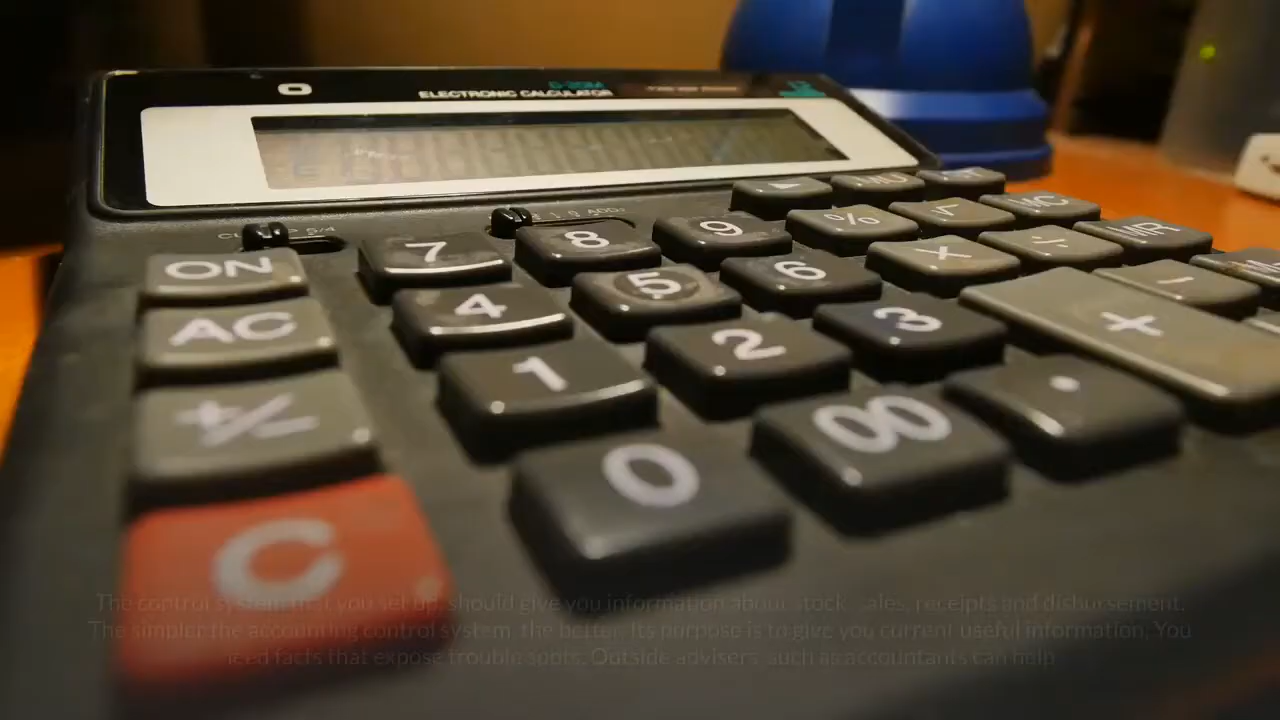 ELECTRONIC CALCULATOR
5/4
7 8 9 % √ MC
ON 4 5 6 × ÷ MR
AC 1 2 3 + −
+/− 0 00 .
C
The control system that you set up, should give you information about stock, sales, receipts and disbursement.
The simpler the accounting control system, the better. Its purpose is to give you current useful information. You
need facts that expose trouble spots. Outside advisers, such as accountants can help